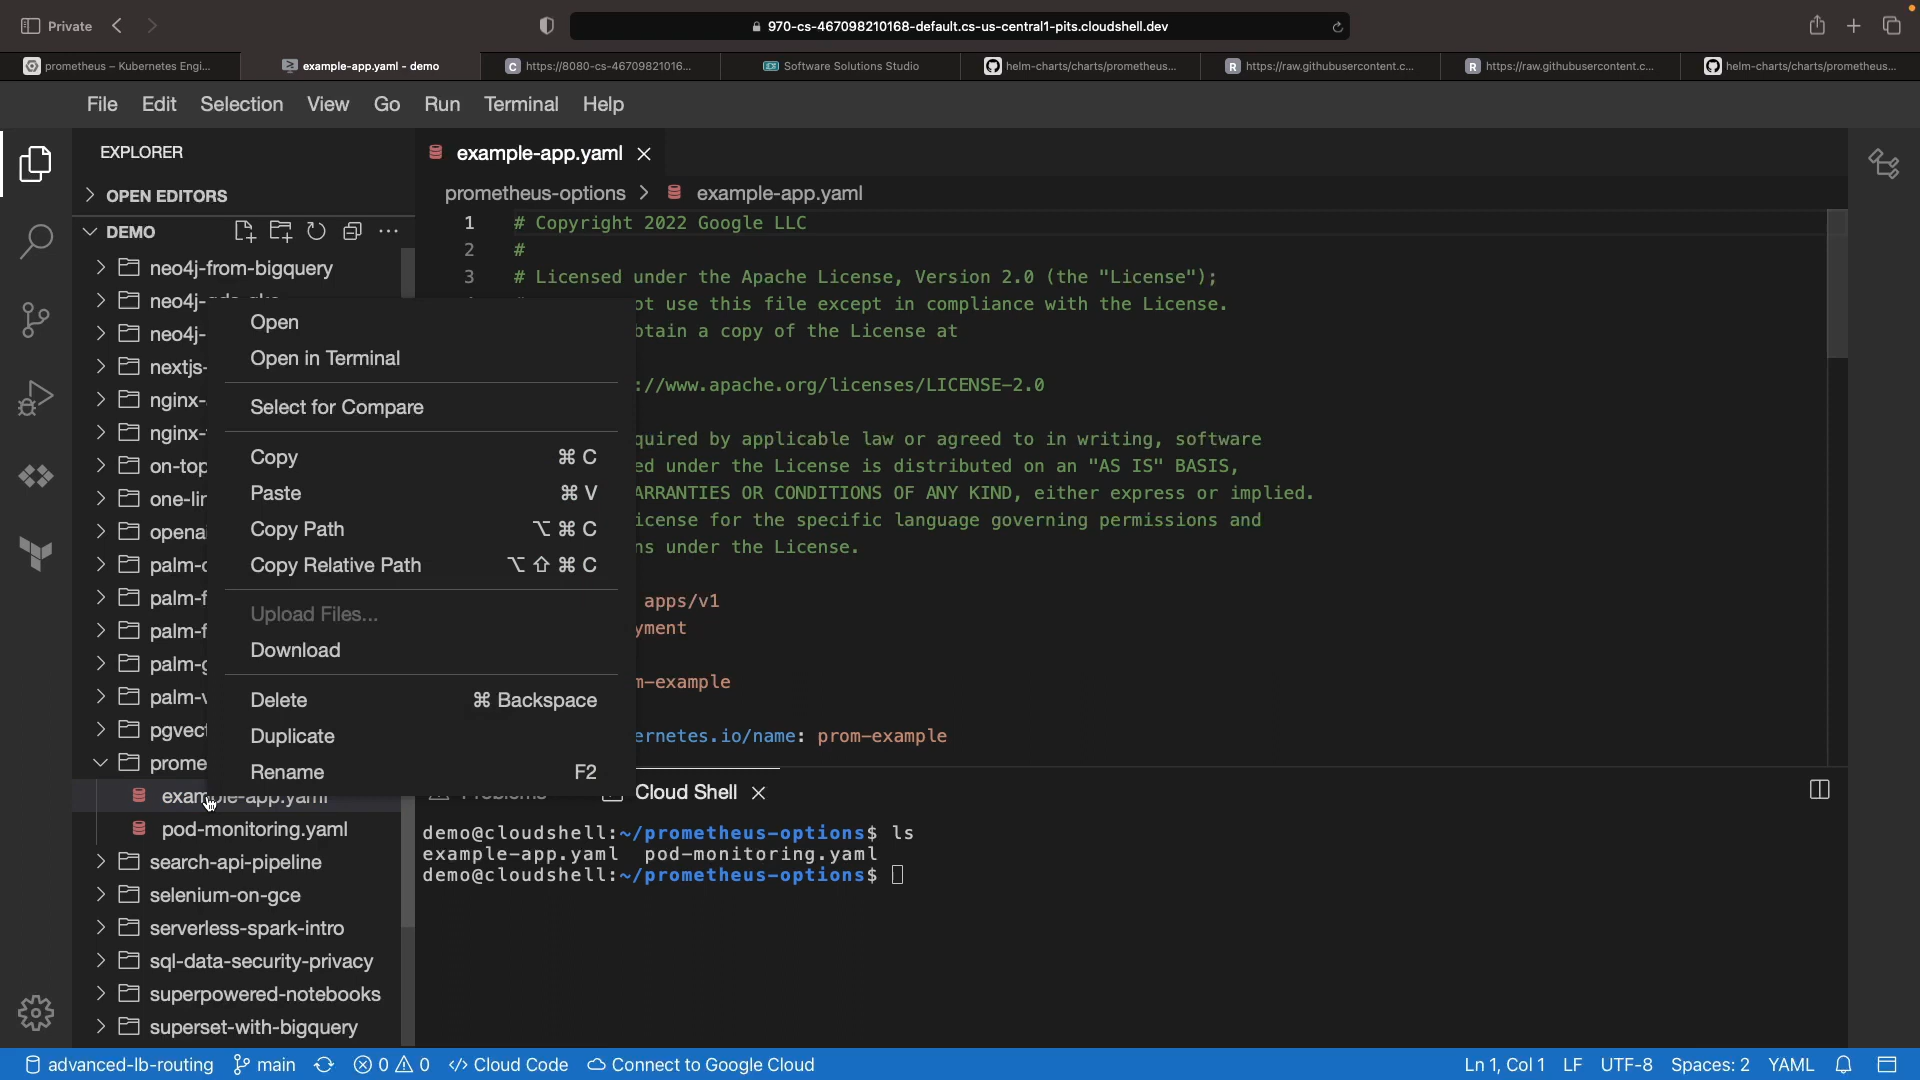 Private
970-cs-467098210168-default.cs-us-central1-pits.cloudshell.dev
prometheus – Kubernetes Engi...
example-app.yaml - demo
https://8080-cs-46709821016...
Software Solutions Studio
helm-charts/charts/prometheus...
https://raw.githubusercontent.c...
https://raw.githubusercontent.c...
helm-charts/charts/prometheus...
File Edit Selection View Go Run Terminal Help
EXPLORER
OPEN EDITORS
DEMO
neo4j-from-bigquery
neo4j-
neo4j-
nextjs-
nginx-
nginx-
on-top
one-lin
openai
palm-c
palm-f
palm-f
palm-g
palm-v
pgvect
prome
example-app.yaml
pod-monitoring.yaml
search-api-pipeline
selenium-on-gce
serverless-spark-intro
sql-data-security-privacy
superpowered-notebooks
superset-with-bigquery
Open
Open in Terminal
Select for Compare
Copy ⌘ C
Paste ⌘ V
Copy Path ⌥ ⌘ C
Copy Relative Path ⌥ ⇧ ⌘ C
Upload Files...
Download
Delete ⌘ Backspace
Duplicate
Rename F2
example-app.yaml
prometheus-options > example-app.yaml
1 # Copyright 2022 Google LLC
2 #
3 # Licensed under the Apache License, Version 2.0 (the "License");
ot use this file except in compliance with the License.
btain a copy of the License at
://www.apache.org/licenses/LICENSE-2.0
quired by applicable law or agreed to in writing, software
ed under the License is distributed on an "AS IS" BASIS,
ARRANTIES OR CONDITIONS OF ANY KIND, either express or implied.
icense for the specific language governing permissions and
ns under the License.
apps/v1
yment
m-example
ernetes.io/name: prom-example
Problems
Cloud Shell
demo@cloudshell:~/prometheus-options$ ls
example-app.yaml pod-monitoring.yaml
demo@cloudshell:~/prometheus-options$
advanced-lb-routing main 0 0 Cloud Code Connect to Google Cloud
Ln 1, Col 1 LF UTF-8 Spaces: 2 YAML